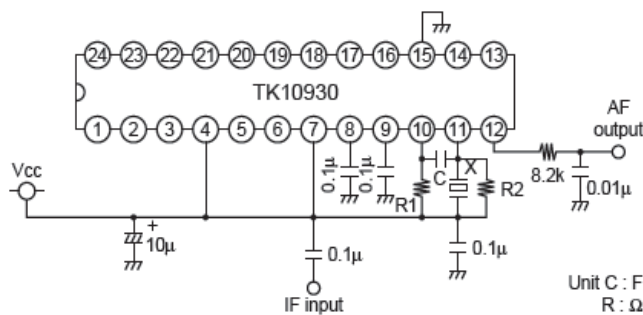 24 23 22 21 20 19 18 17 16 15 14 13
TK10930
1 2 3 4 5 6 7 8 9 10 11 12
AF
output
Vcc
0.1μ
0.1μ
C
X
R1
R2
8.2k
0.01μ
+
10μ
0.1μ
0.1μ
IF input
Unit C : F
R : Ω